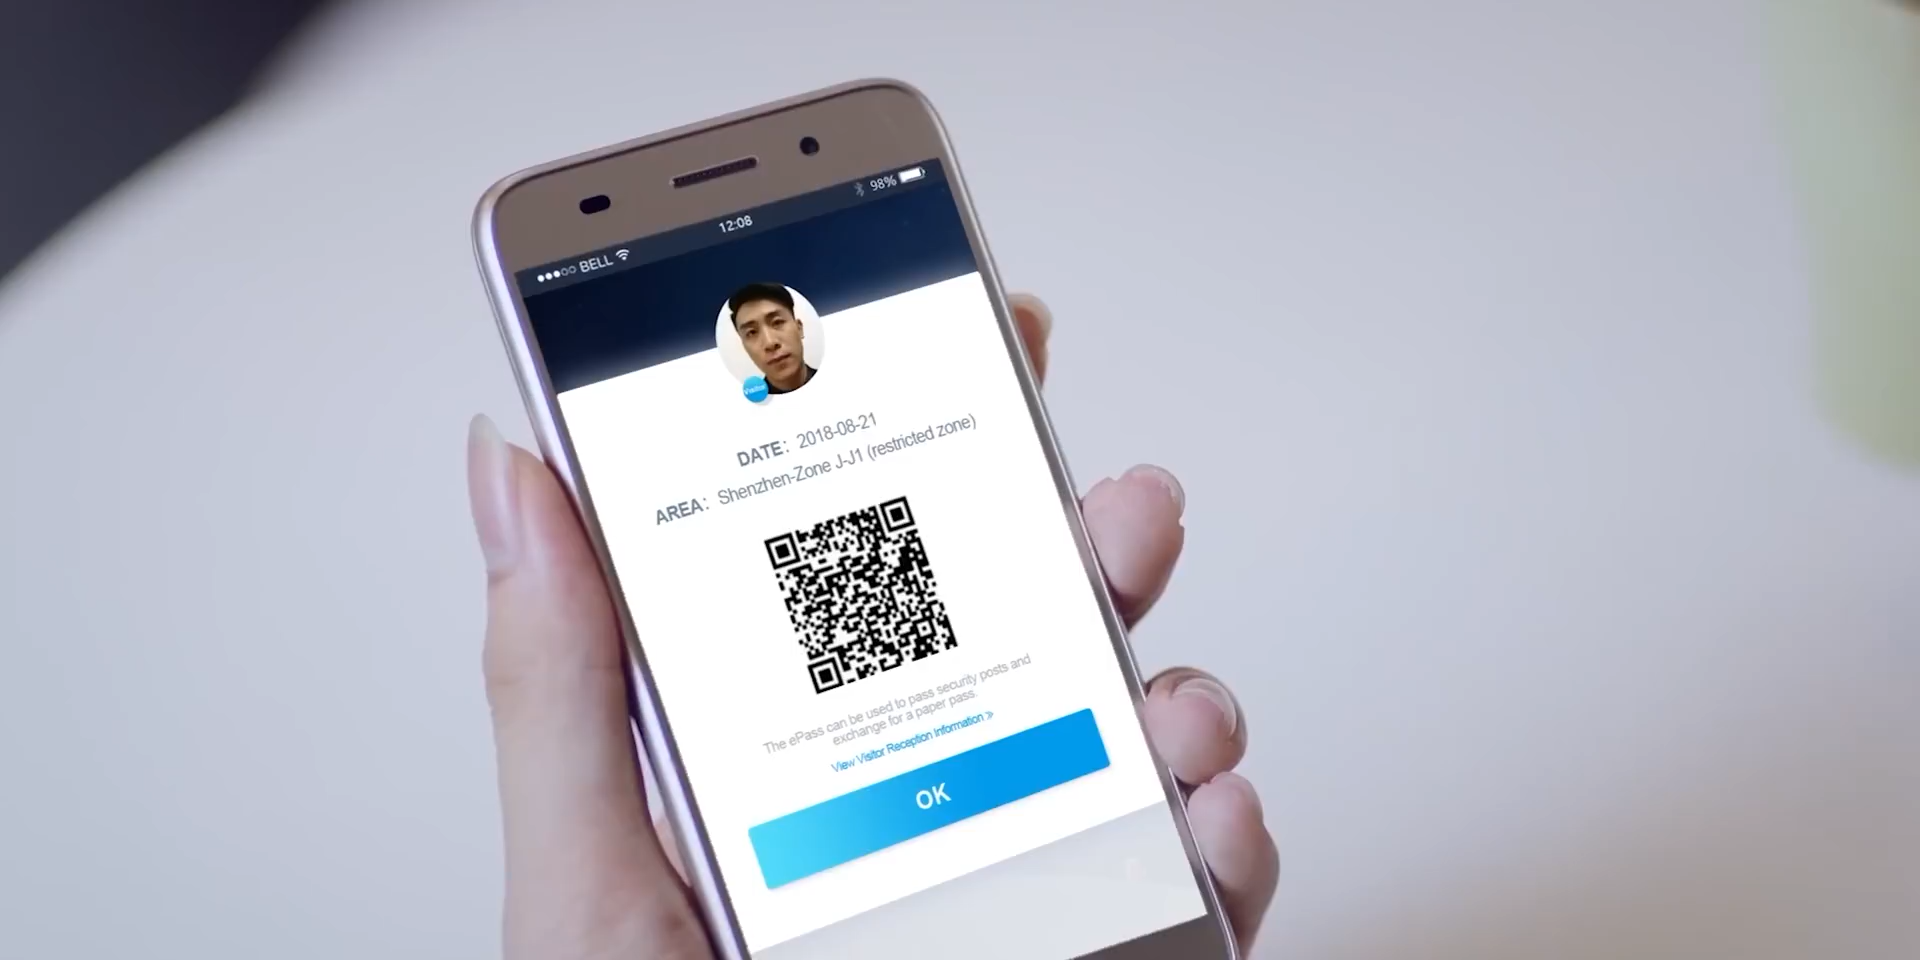 ●●●○○ BELL
12:08
98%
Visitor
DATE: 2018-08-21
AREA: Shenzhen-Zone J-J1 (restricted zone)
The ePass can be used to pass security posts and
exchange for a paper pass.
View Visitor Reception Information »
OK